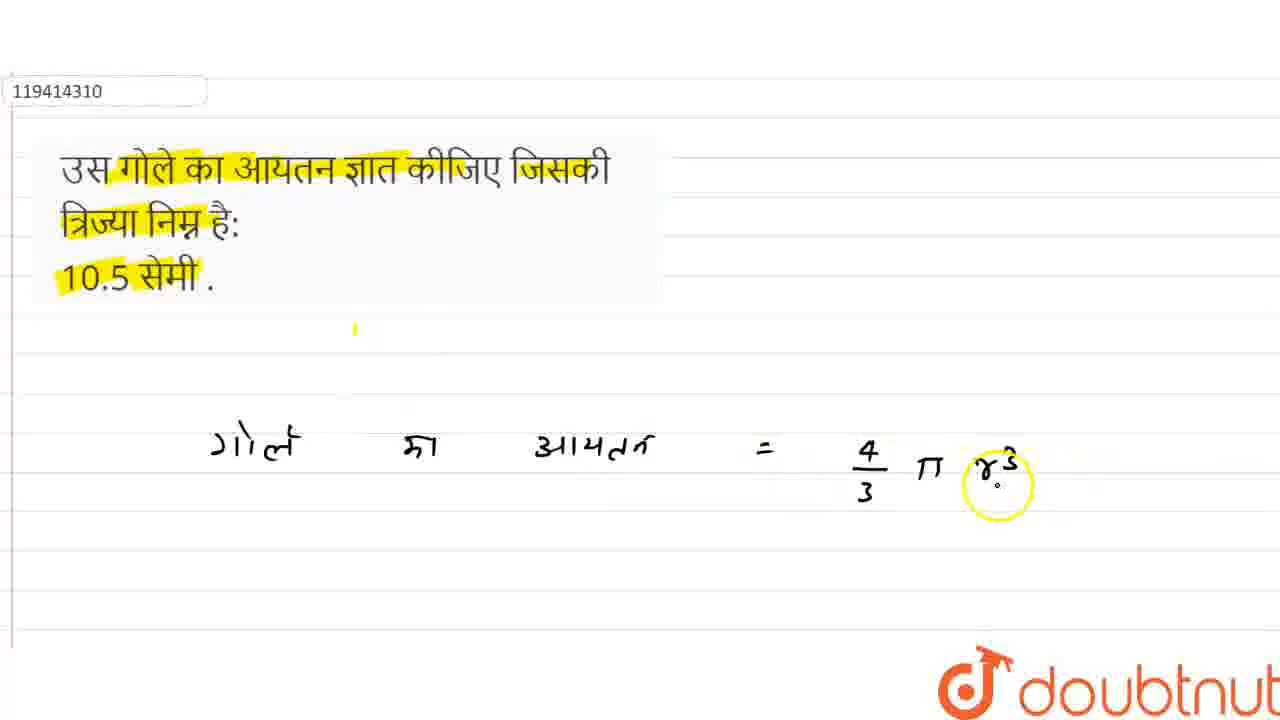 119414310
उस गोले का आयतन ज्ञात कीजिए जिसकी
त्रिज्या निम्न है:
10.5 सेमी .
गोले का आयतन = 4/3 π r³
doubtnut